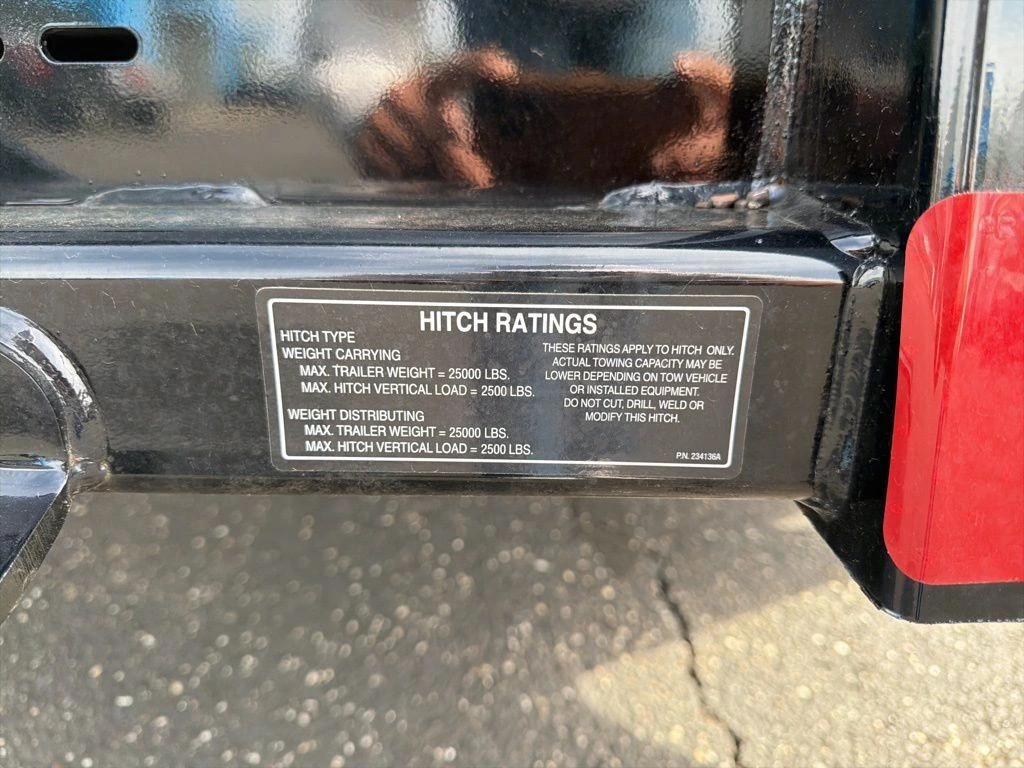 HITCH RATINGS
HITCH TYPE
WEIGHT CARRYING
MAX. TRAILER WEIGHT = 25000 LBS.
MAX. HITCH VERTICAL LOAD = 2500 LBS.
WEIGHT DISTRIBUTING
MAX. TRAILER WEIGHT = 25000 LBS.
MAX. HITCH VERTICAL LOAD = 2500 LBS.
THESE RATINGS APPLY TO HITCH ONLY.
ACTUAL TOWING CAPACITY MAY BE
LOWER DEPENDING ON TOW VEHICLE
OR INSTALLED EQUIPMENT.
DO NOT CUT, DRILL, WELD OR
MODIFY THIS HITCH.
P.N. 234136A